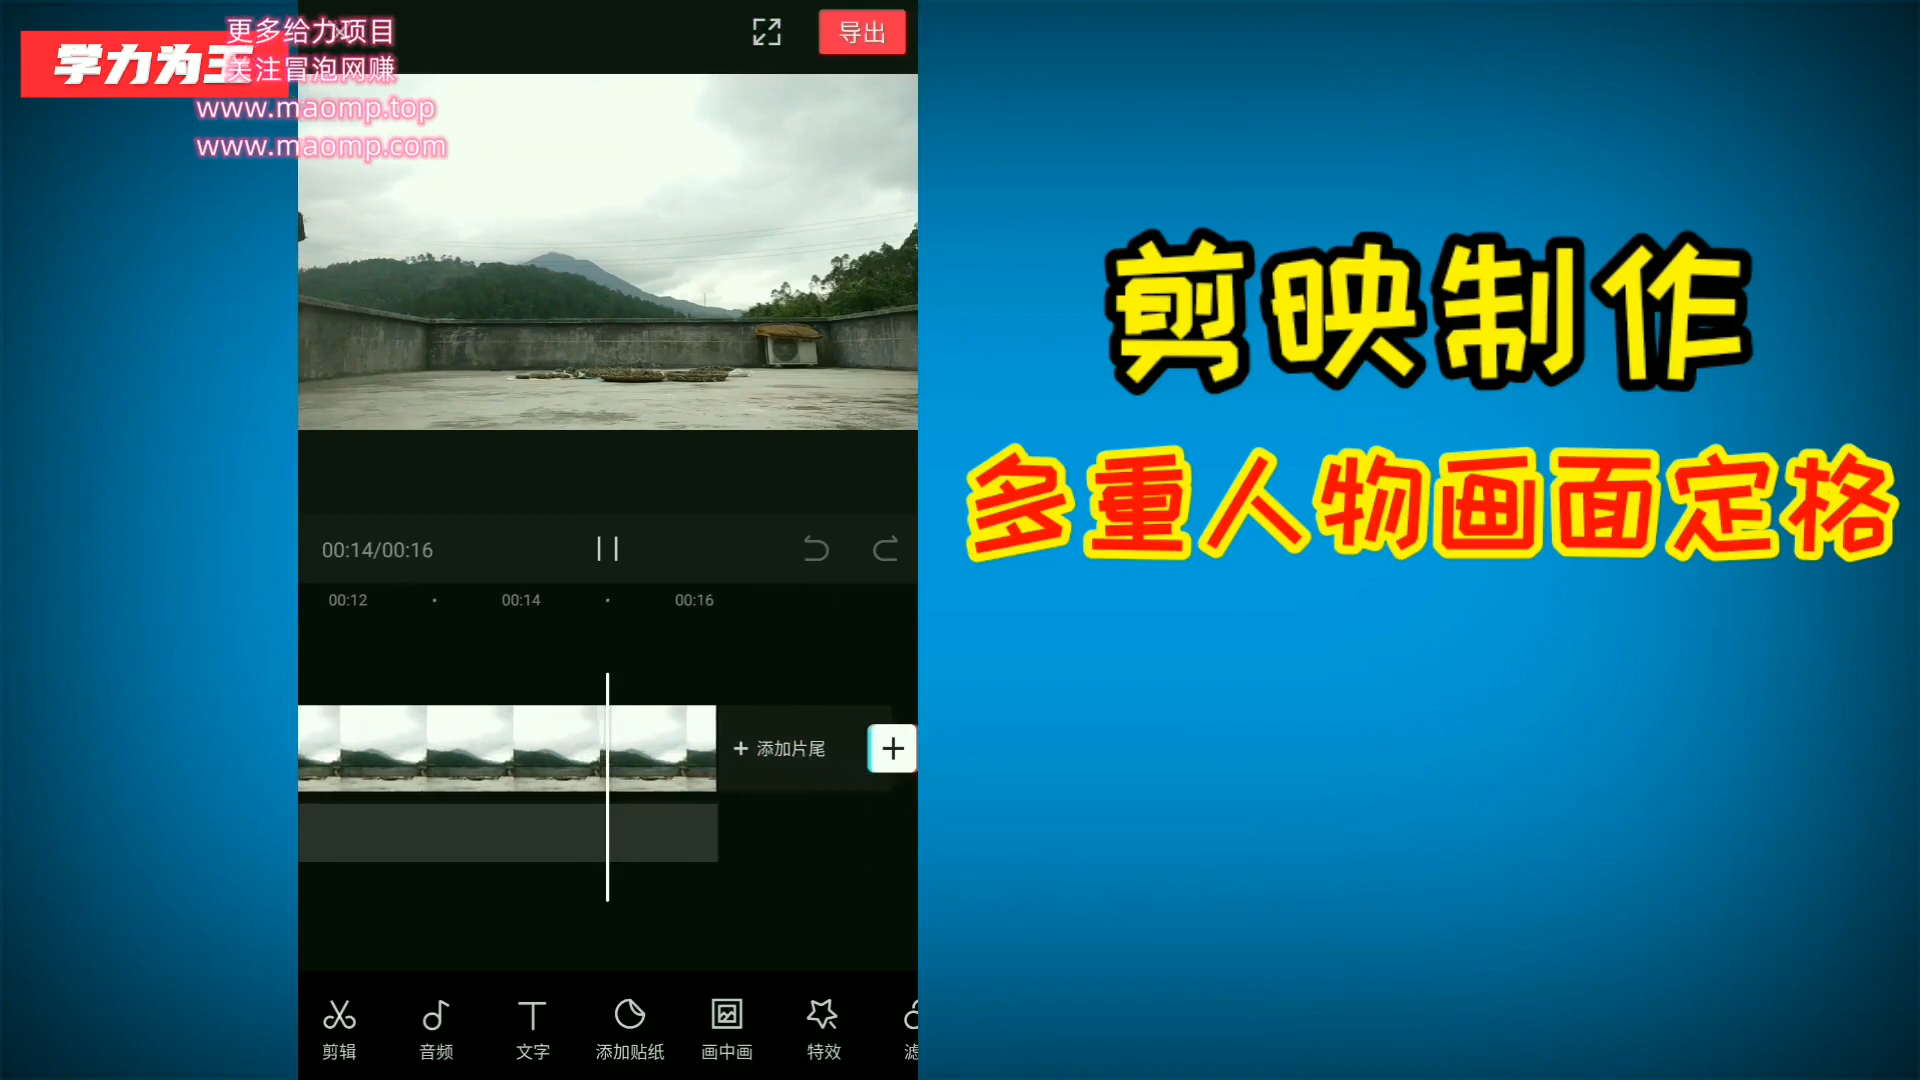 更多给力项目
学力为王
关注冒泡网赚
www.maomp.top
www.maomp.com
导出
剪映制作
多重人物画面定格
00:14/00:16
00:12
00:14
00:16
+ 添加片尾
剪辑
音频
文字
添加贴纸
画中画
特效
滤